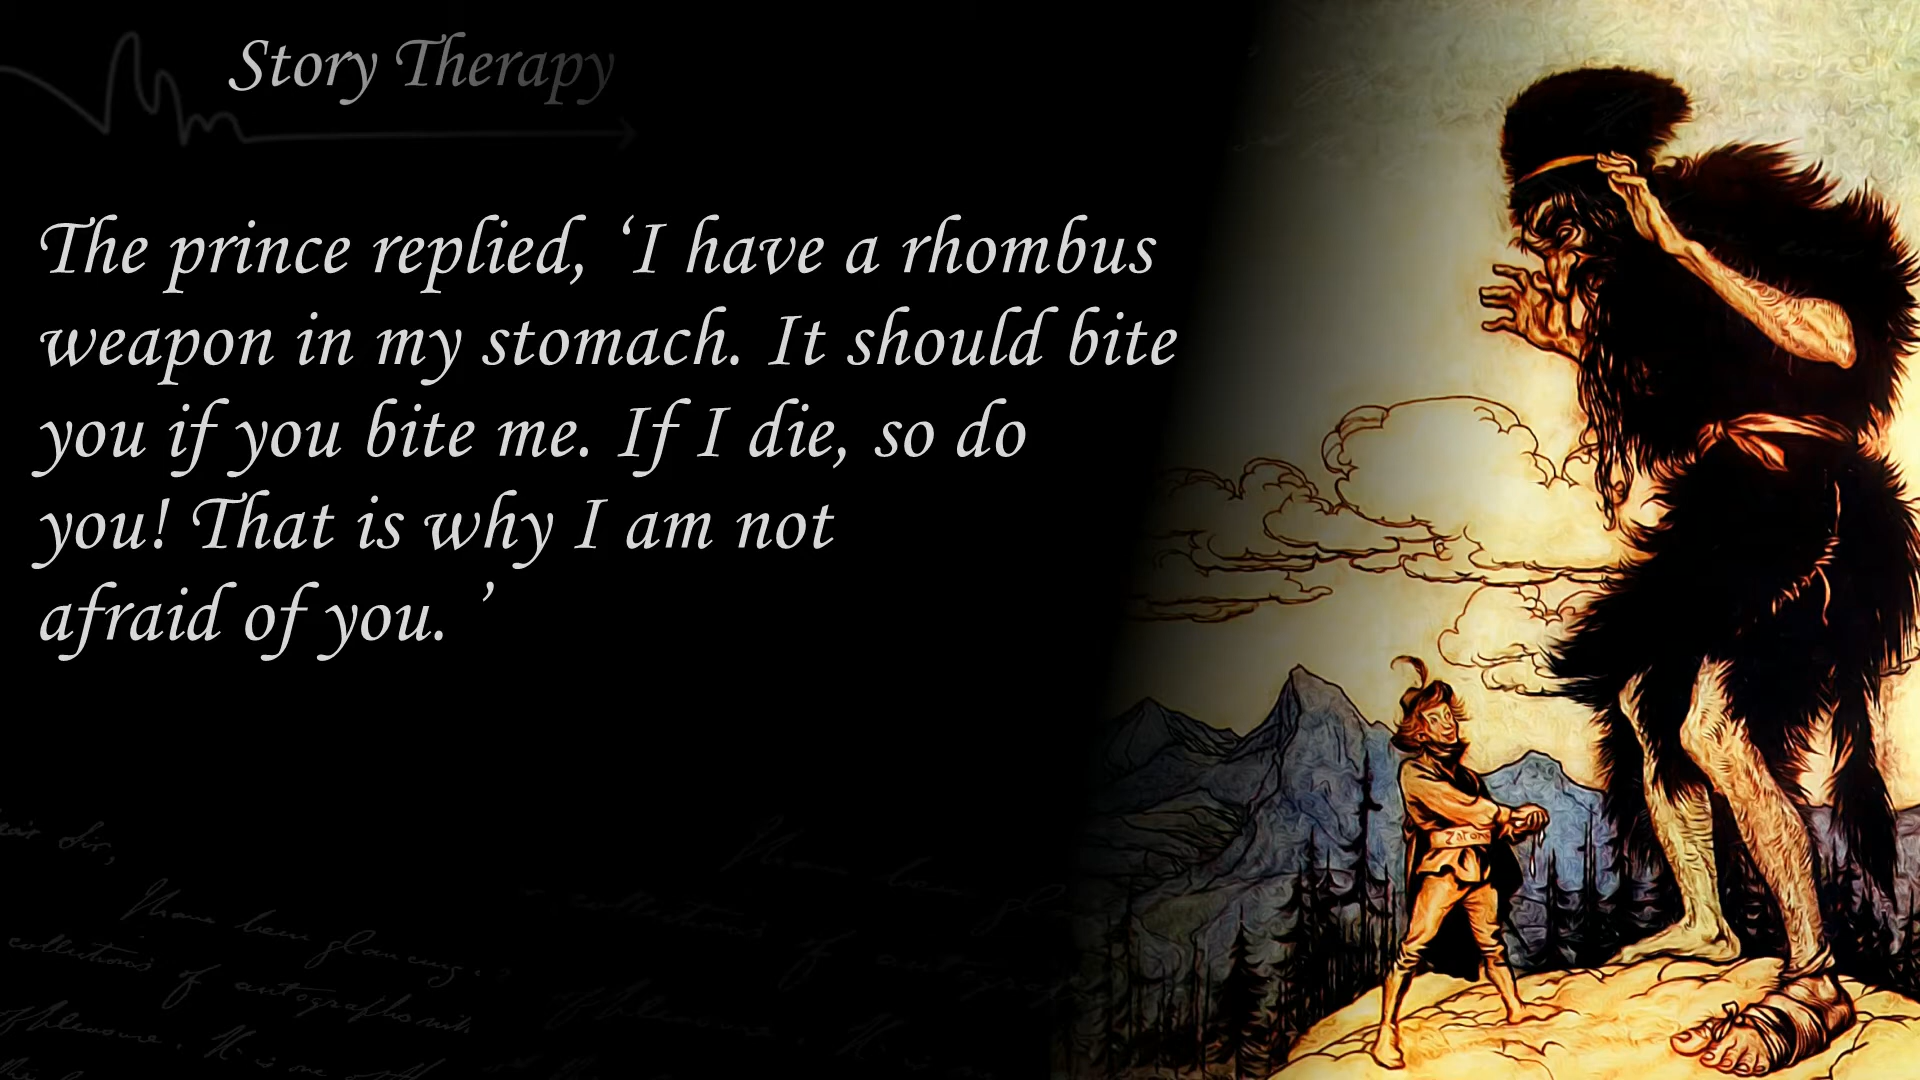 Story Therapy
The prince replied, ‘I have a rhombus
weapon in my stomach. It should bite
you if you bite me. If I die, so do
you! That is why I am not
afraid of you. ’